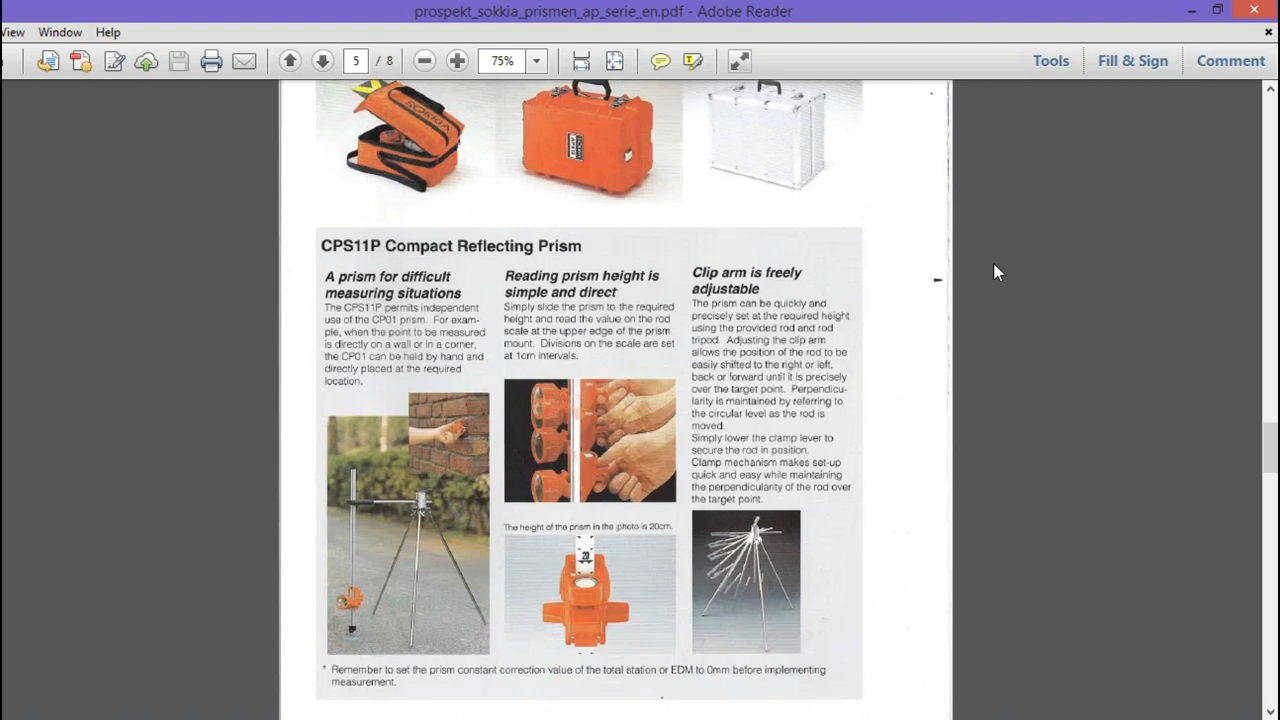 prospekt_sokkia_prismen_ap_serie_en.pdf - Adobe Reader
View Window Help
5 / 8
75%
Tools
Fill & Sign
Comment
SOKKIA
CPS11P Compact Reflecting Prism
A prism for difficult
measuring situations
The CPS11P permits independent
use of the CP01 prism. For exam-
ple, when the point to be measured
is directly on a wall or in a corner,
the CP01 can be held by hand and
directly placed at the required
location.
Reading prism height is
simple and direct
Simply slide the prism to the required
height and read the value on the rod
scale at the upper edge of the prism
mount. Divisions on the scale are set
at 1cm intervals.
The height of the prism in the photo is 20cm.
20
Clip arm is freely
adjustable
The prism can be quickly and
precisely set at the required height
using the provided rod and rod
tripod. Adjusting the clip arm
allows the position of the rod to be
easily shifted to the right or left,
back or forward until it is precisely
over the target point. Perpendicu-
larity is maintained by referring to
the circular level as the rod is
moved.
Simply lower the clamp lever to
secure the rod in position.
Clamp mechanism makes set-up
quick and easy while maintaining
the perpendicularity of the rod over
the target point.
* Remember to set the prism constant correction value of the total station or EDM to 0mm before implementing
measurement.